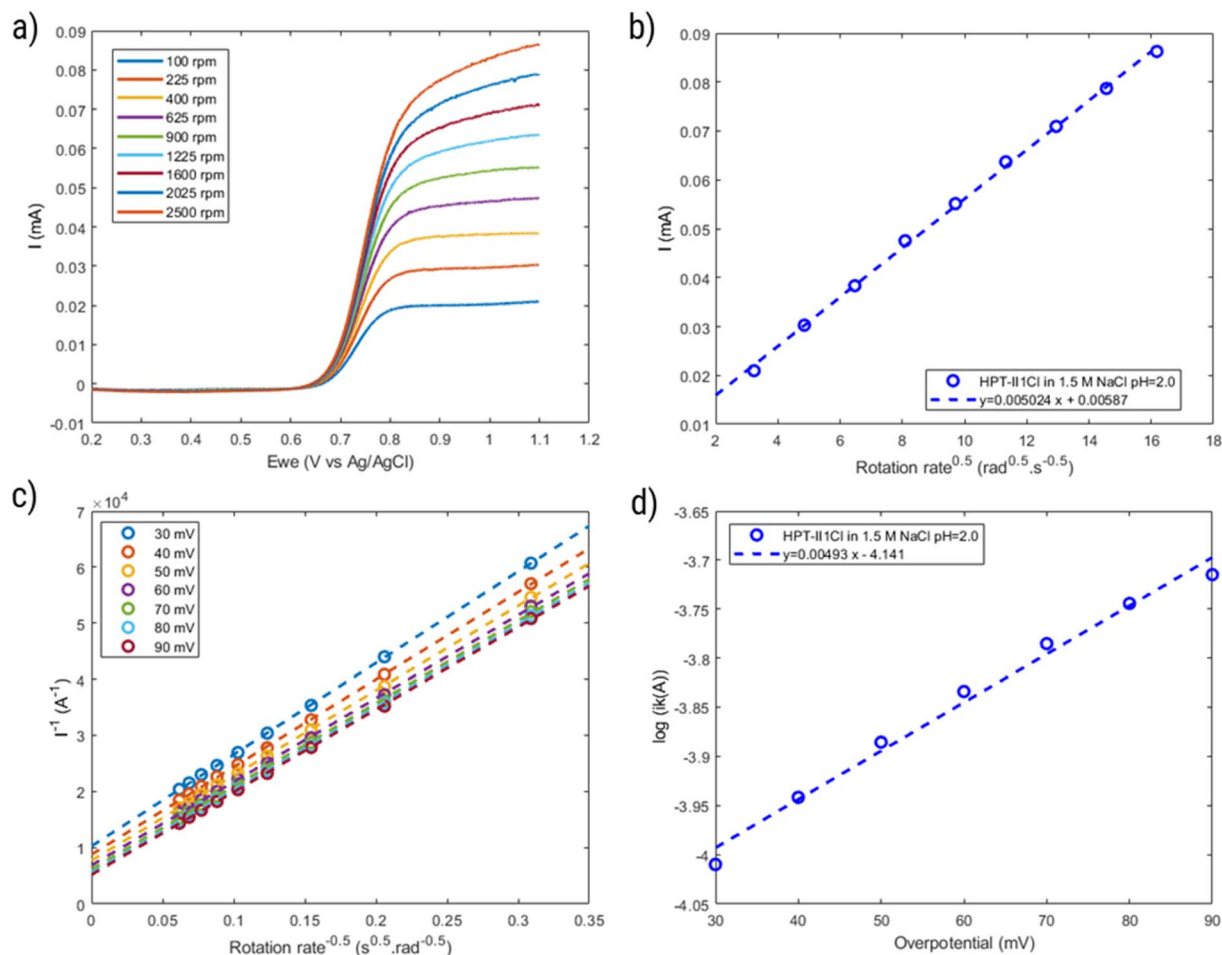 a)
0.09
0.08
0.07
0.06
0.05
0.04
0.03
0.02
0.01
0
-0.01
I (mA)
100 rpm
225 rpm
400 rpm
625 rpm
900 rpm
1225 rpm
1600 rpm
2025 rpm
2500 rpm
0.2 0.3 0.4 0.5 0.6 0.7 0.8 0.9 1 1.1 1.2
Ewe (V vs Ag/AgCl)
b)
0.09
0.08
0.07
0.06
0.05
0.04
0.03
0.02
0.01
I (mA)
HPT-II1Cl in 1.5 M NaCl pH=2.0
y=0.005024 x + 0.00587
2 4 6 8 10 12 14 16 18
Rotation rate^0.5 (rad^0.5.s^-0.5)
c)
×10^4
7
6
5
4
3
2
1
0
I^-1 (A^-1)
30 mV
40 mV
50 mV
60 mV
70 mV
80 mV
90 mV
0 0.05 0.1 0.15 0.2 0.25 0.3 0.35
Rotation rate^-0.5 (s^0.5.rad^-0.5)
d)
-3.65
-3.7
-3.75
-3.8
-3.85
-3.9
-3.95
-4
-4.05
log (ik(A))
HPT-II1Cl in 1.5 M NaCl pH=2.0
y=0.00493 x - 4.141
30 40 50 60 70 80 90
Overpotential (mV)